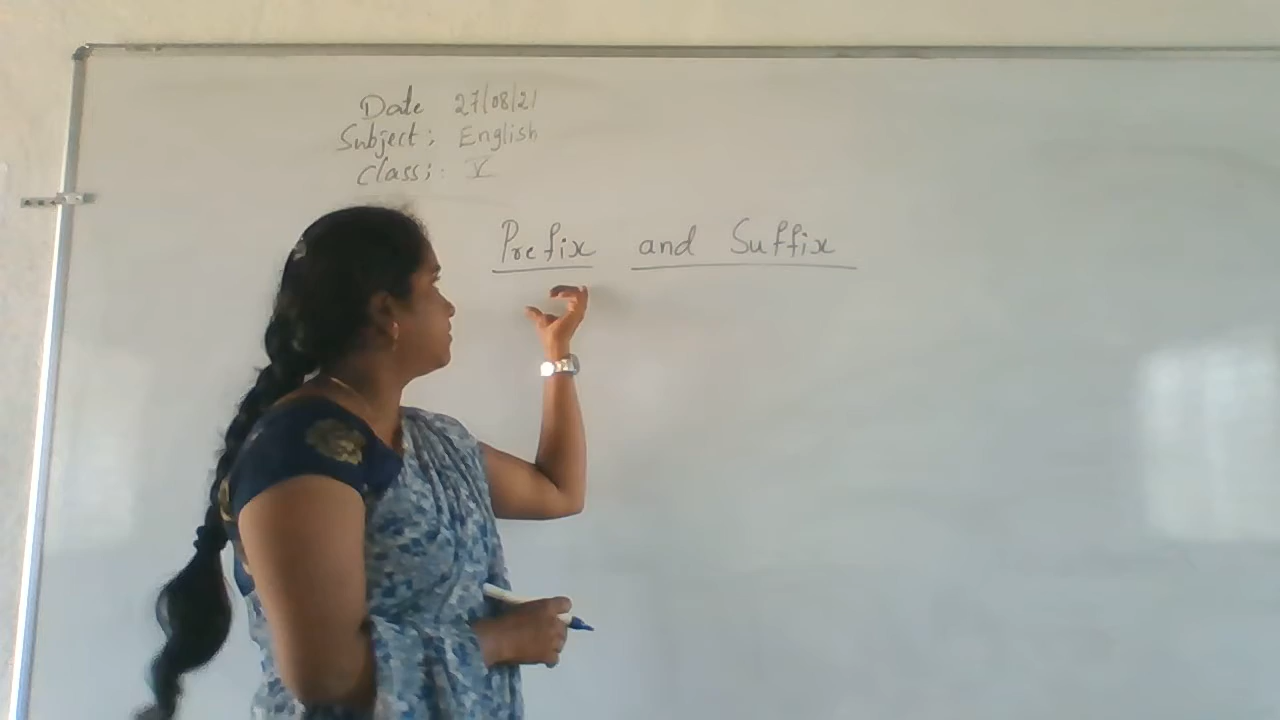 Date 27/08/21
Subject: English
Class: V
Prefix and Suffix